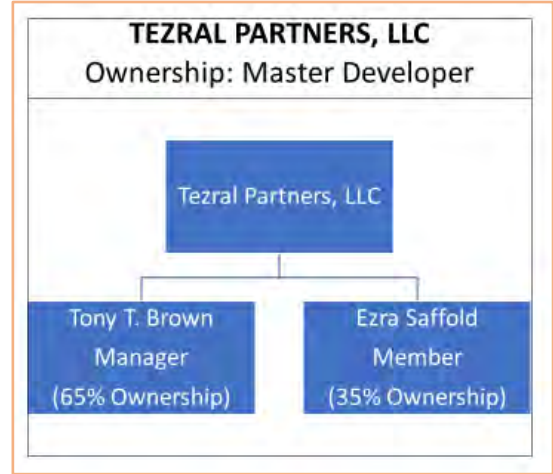 TEZRAL PARTNERS, LLC
Ownership: Master Developer
Tezral Partners, LLC
Tony T. Brown
Manager
(65% Ownership)
Ezra Saffold
Member
(35% Ownership)